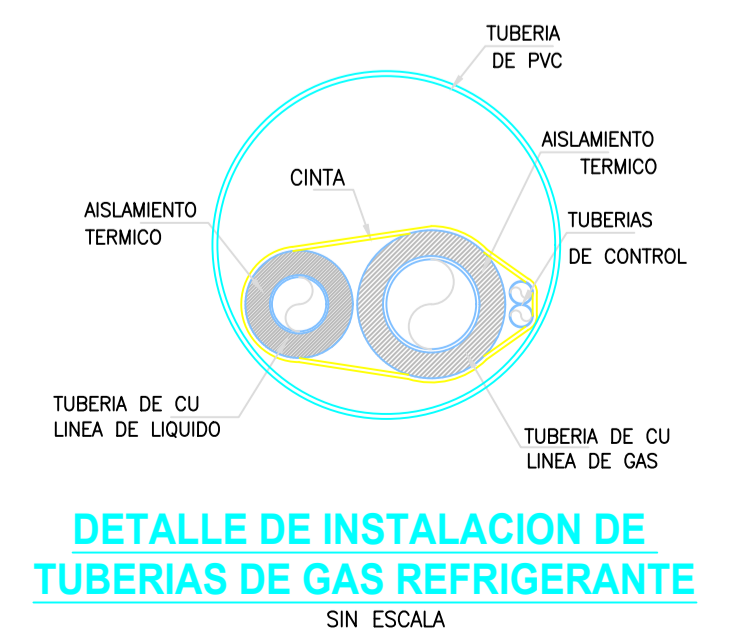 TUBERIA
DE PVC
AISLAMIENTO
TERMICO
CINTA
AISLAMIENTO
TERMICO
TUBERIAS
DE CONTROL
TUBERIA DE CU
LINEA DE LIQUIDO
TUBERIA DE CU
LINEA DE GAS
DETALLE DE INSTALACION DE
TUBERIAS DE GAS REFRIGERANTE
SIN ESCALA